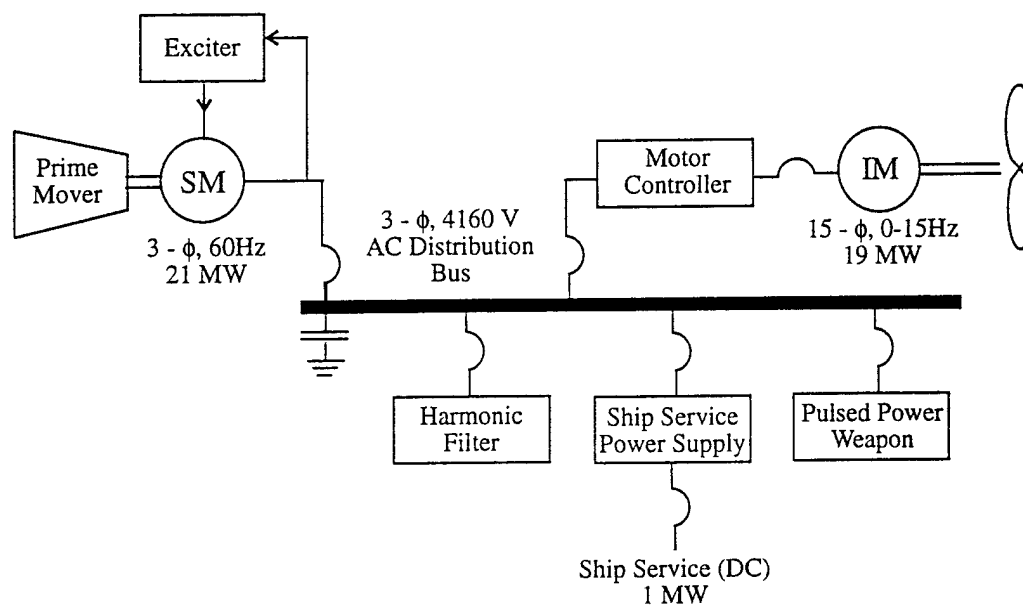 Exciter
Prime
Mover
SM
3 - ϕ, 60Hz
21 MW
3 - ϕ, 4160 V
AC Distribution
Bus
Motor
Controller
IM
15 - ϕ, 0-15Hz
19 MW
Harmonic
Filter
Ship Service
Power Supply
Pulsed Power
Weapon
Ship Service (DC)
1 MW